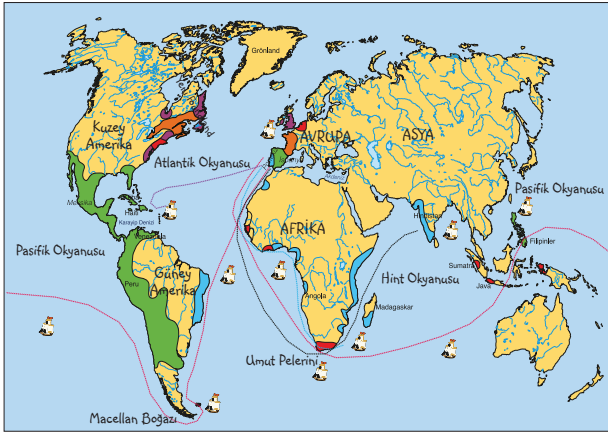 Grönland
Kuzey
Amerika
AVRUPA
ASYA
Atlantik Okyanusu
Pasifik Okyanusu
Meksika
Haiti
Karayip Denizi
Venezuela
AFRİKA
Hindistan
Filipinler
Pasifik Okyanusu
Güney
Amerika
Peru
Angola
Hint Okyanusu
Madagaskar
Sumatra
Java
Umut Pelerini
Macellan Boğazı